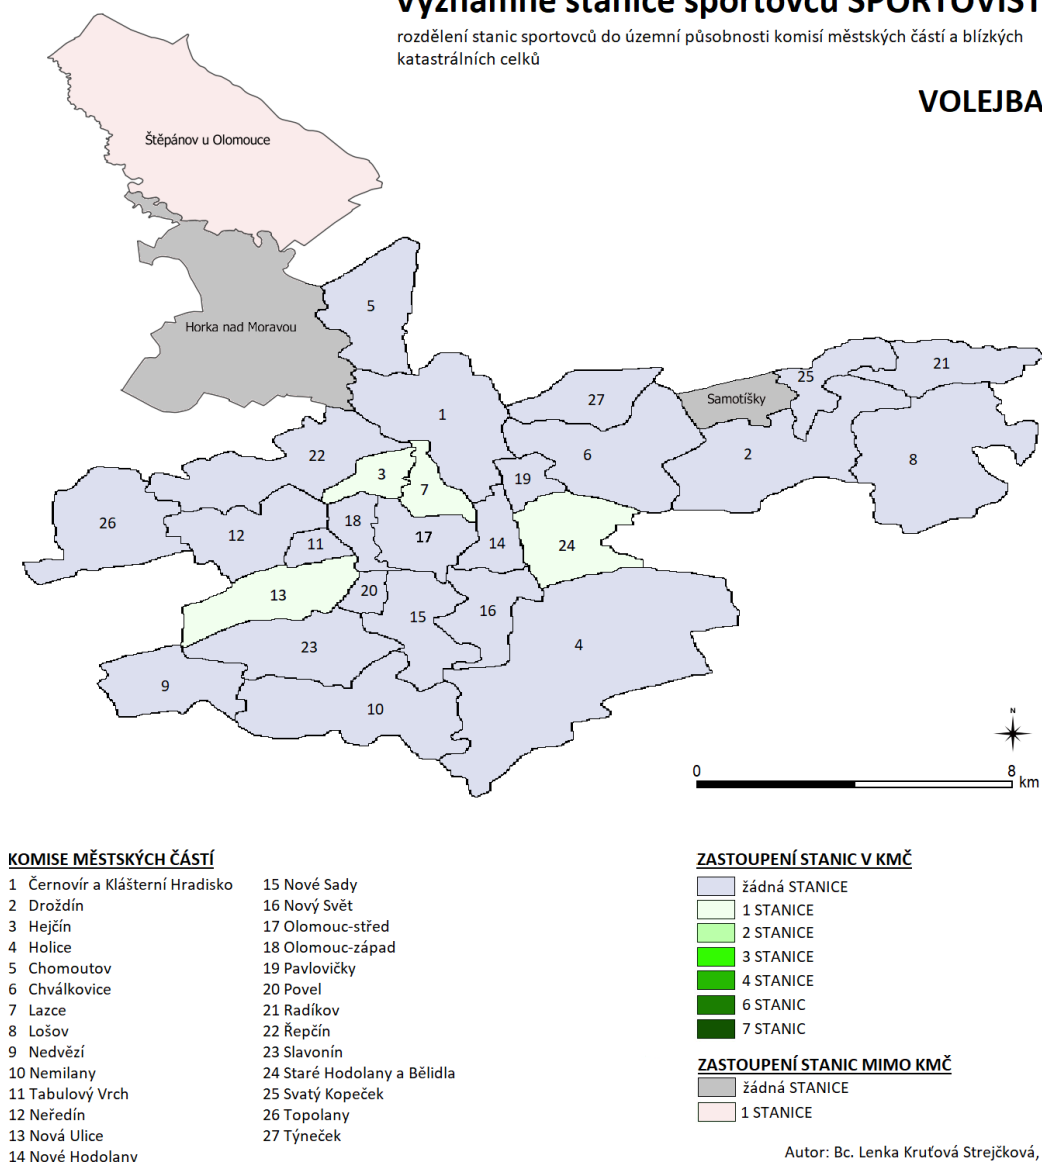 Významné stanice sportovců SPORTOVIŠT
rozdělení stanic sportovců do územní působnosti komisí městských částí a blízkých
katastrálních celků
VOLEJBA
Štěpánov u Olomouce
Horka nad Moravou
Samotíšky
5
21
25
27
1
22
3
6
2
8
7
19
26
12
18
11
17
14
24
13
20
15
16
23
4
9
10
N
0
8
km
KOMISE MĚSTSKÝCH ČÁSTÍ
1 Černovír a Klášterní Hradisko
2 Droždín
3 Hejčín
4 Holice
5 Chomoutov
6 Chválkovice
7 Lazce
8 Lošov
9 Nedvězí
10 Nemilany
11 Tabulový Vrch
12 Neředín
13 Nová Ulice
14 Nové Hodolany
15 Nové Sady
16 Nový Svět
17 Olomouc-střed
18 Olomouc-západ
19 Pavlovičky
20 Povel
21 Radíkov
22 Řepčín
23 Slavonín
24 Staré Hodolany a Bělidla
25 Svatý Kopeček
26 Topolany
27 Týneček
ZASTOUPENÍ STANIC V KMČ
žádná STANICE
1 STANICE
2 STANICE
3 STANICE
4 STANICE
6 STANIC
7 STANIC
ZASTOUPENÍ STANIC MIMO KMČ
žádná STANICE
1 STANICE
Autor: Bc. Lenka Kruťová Strejčková,